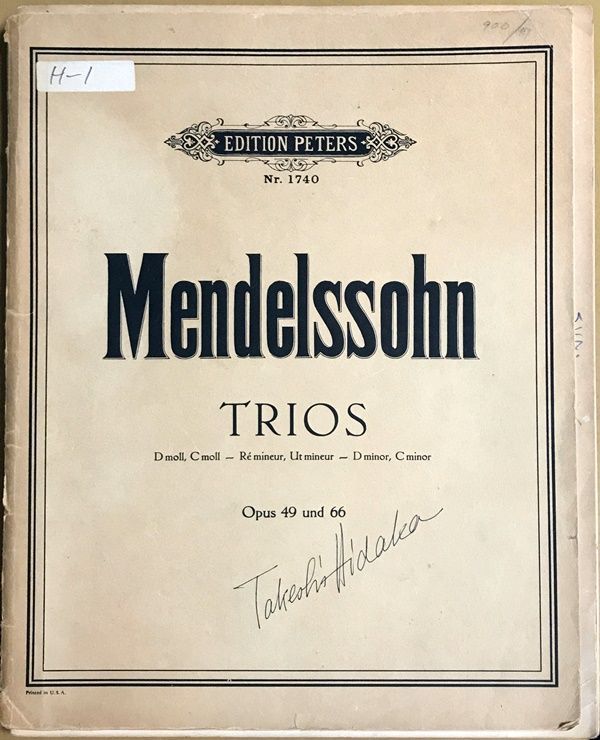 900/
H-1
EDITION PETERS
Nr. 1740
Mendelssohn
TRIOS
D moll, C moll — Ré mineur, Ut mineur — D minor, C minor
Opus 49 und 66
Takeshi Hidaka
Printed in U.S.A.